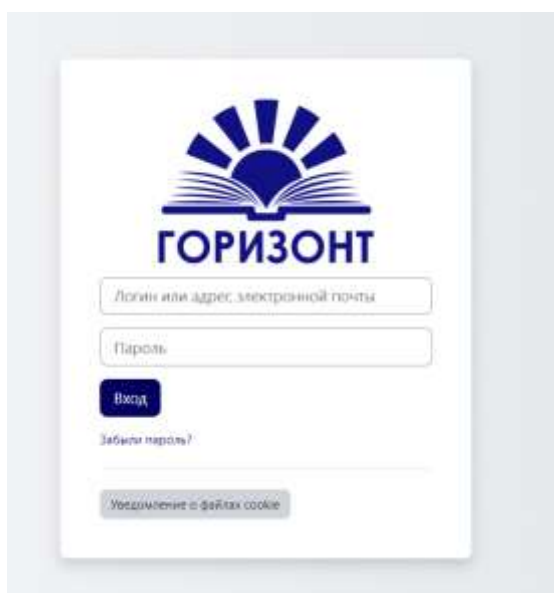 ГОРИЗОНТ
Логин или адрес электронной почты
Пароль
Вход
Забыли пароль?
Уведомление о файлах cookie